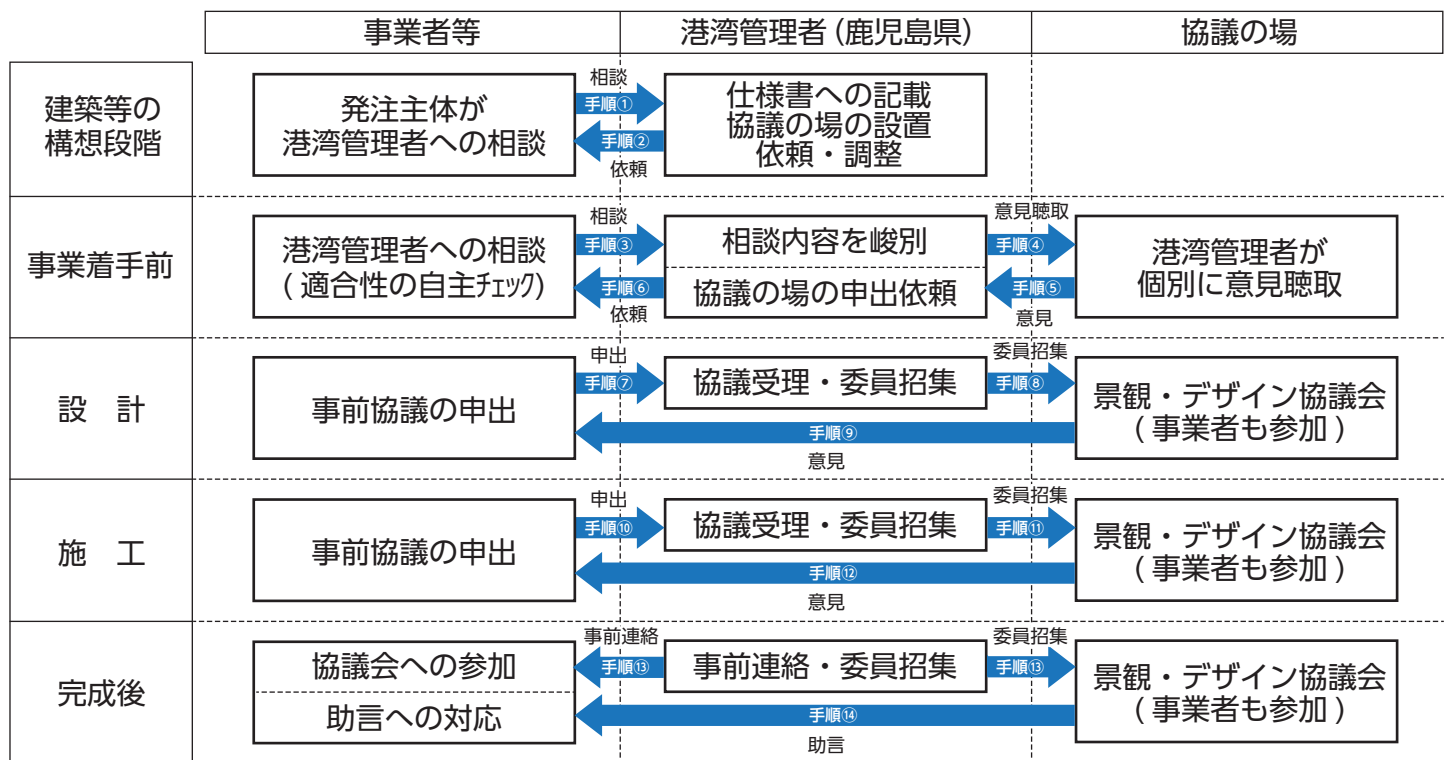 事業者等
港湾管理者(鹿児島県)
協議の場
建築等の
構想段階
発注主体が
港湾管理者への相談
相談
手順①
手順②
依頼
仕様書への記載
協議の場の設置
依頼・調整
事業着手前
港湾管理者への相談
(適合性の自主チェック)
相談
手順③
手順⑥
依頼
相談内容を峻別
協議の場の申出依頼
意見聴取
手順④
手順⑤
意見
港湾管理者が
個別に意見聴取
設 計
事前協議の申出
申出
手順⑦
協議受理・委員招集
委員招集
手順⑧
手順⑨
意見
景観・デザイン協議会
(事業者も参加)
施 工
事前協議の申出
申出
手順⑩
協議受理・委員招集
委員招集
手順⑪
手順⑫
意見
景観・デザイン協議会
(事業者も参加)
完成後
協議会への参加
助言への対応
事前連絡
手順⑬
事前連絡・委員招集
委員招集
手順⑬
手順⑭
助言
景観・デザイン協議会
(事業者も参加)